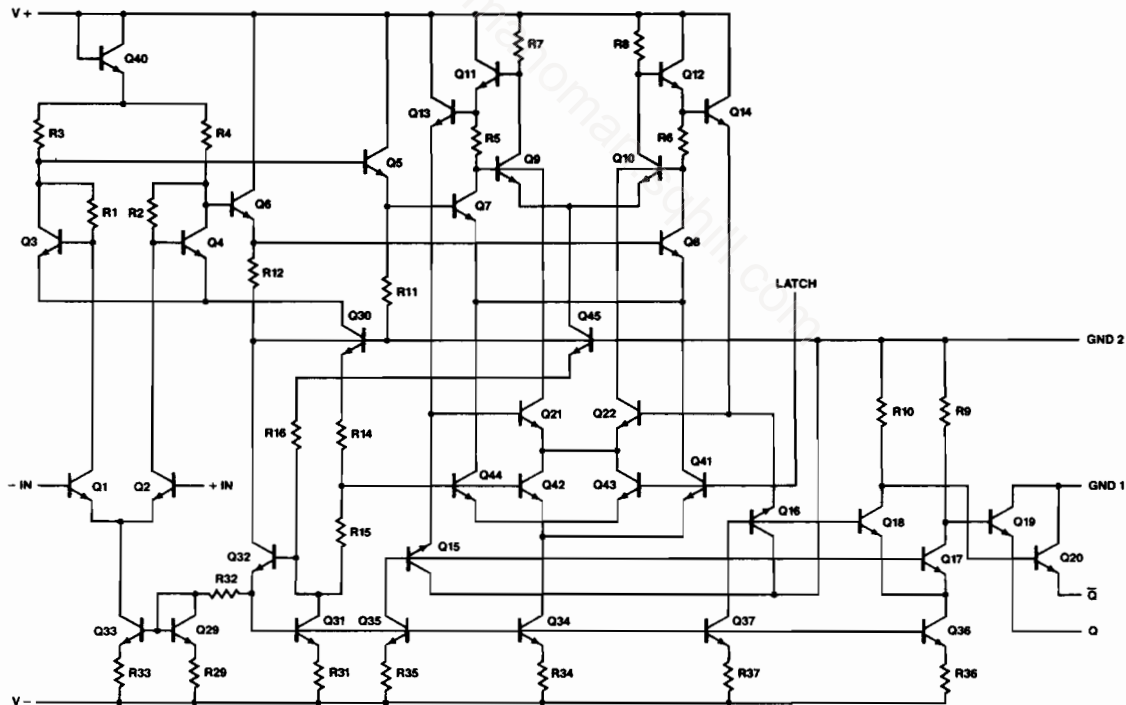 V+
Q40
R3
R4
Q5
Q6
R1
R2
Q3
Q4
R12
R11
Q11
R7
R8
Q12
Q13
Q14
R5
R6
Q9
Q10
Q7
Q8
LATCH
Q30
Q45
GND 2
R16
R14
Q21
Q22
R10
R9
– IN
Q1
Q2
+ IN
Q44
Q42
Q43
Q41
GND 1
R15
Q16
Q18
Q19
Q32
Q15
Q17
Q20
R32
Q̅
Q33
Q29
Q31
Q35
Q34
Q37
Q36
Q
R33
R29
R31
R35
R34
R37
R36
V–